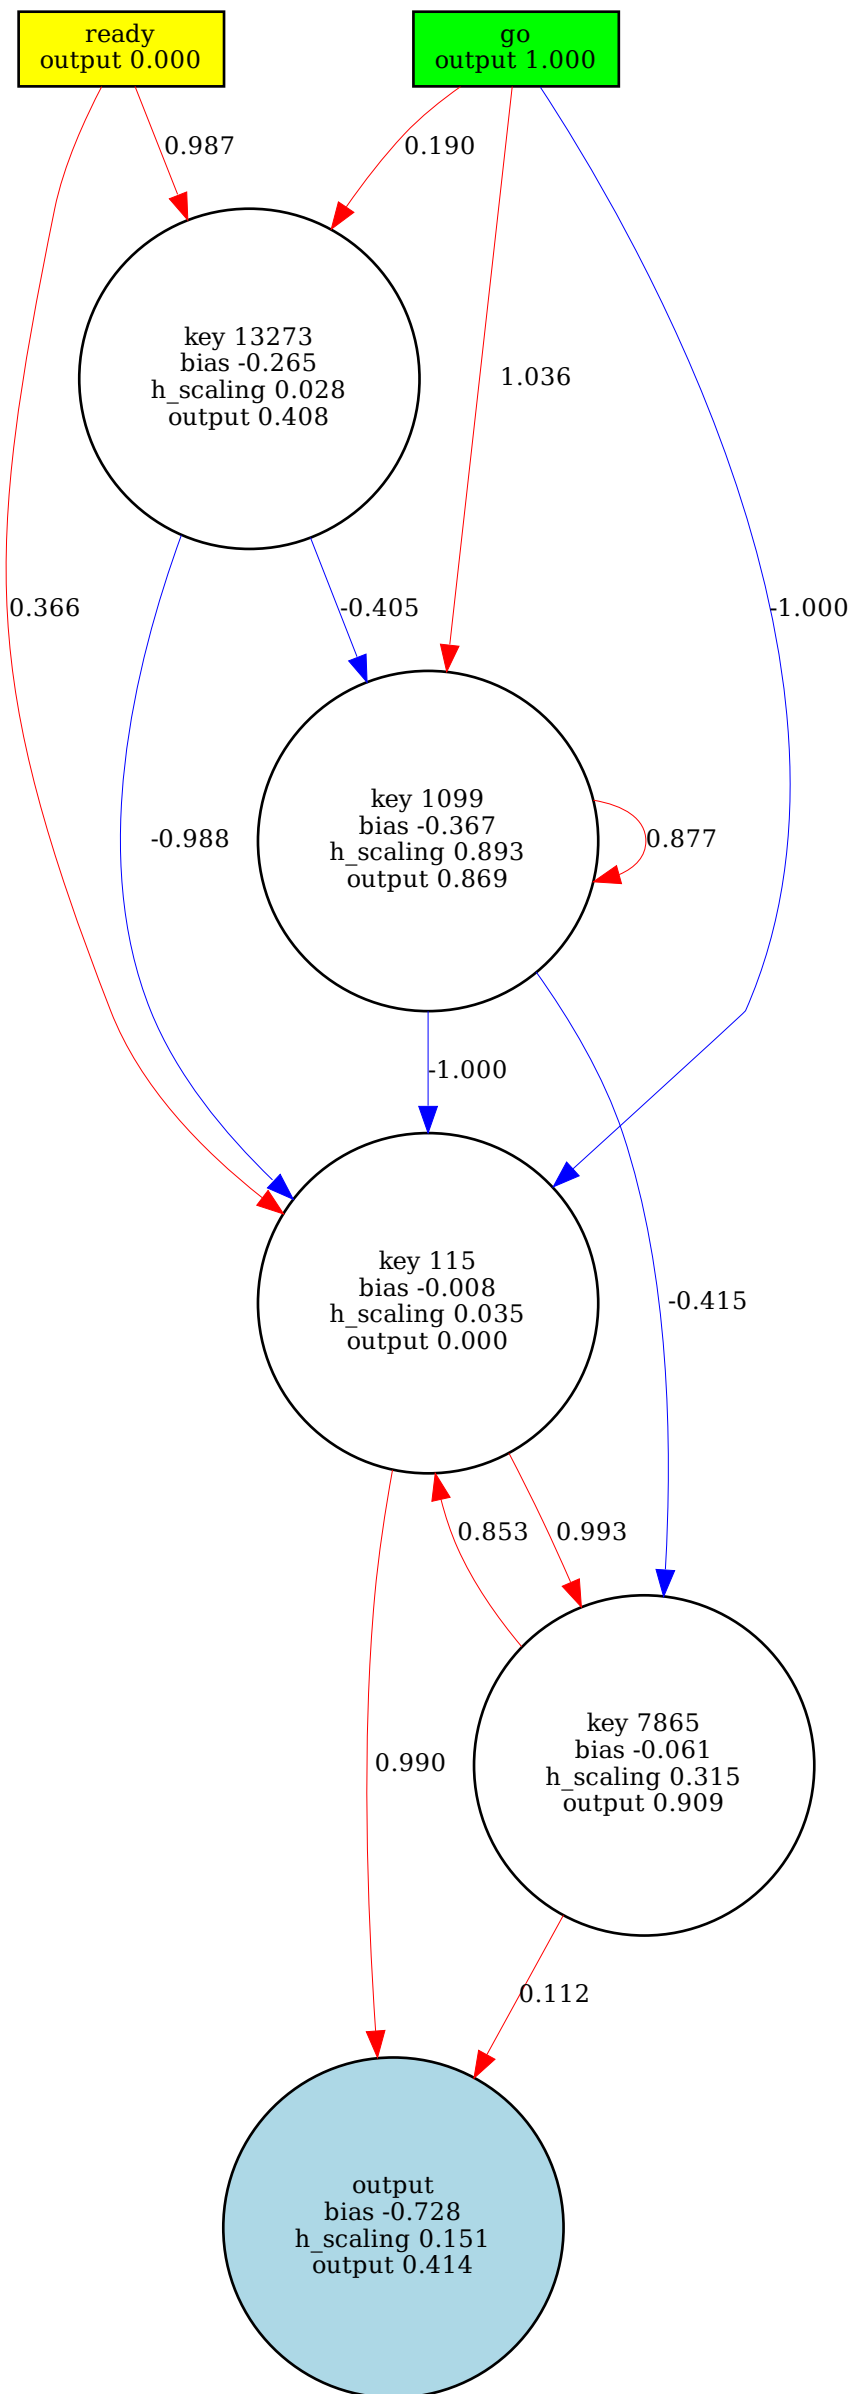 ready
output 0.000
go
output 1.000
0.987
0.190
key 13273
bias -0.265
h_scaling 0.028
output 0.408
1.036
0.366
-0.405
-1.000
key 1099
bias -0.367
h_scaling 0.893
output 0.869
-0.988
0.877
-1.000
key 115
bias -0.008
h_scaling 0.035
output 0.000
-0.415
0.853
0.993
key 7865
bias -0.061
h_scaling 0.315
output 0.909
0.990
0.112
output
bias -0.728
h_scaling 0.151
output 0.414